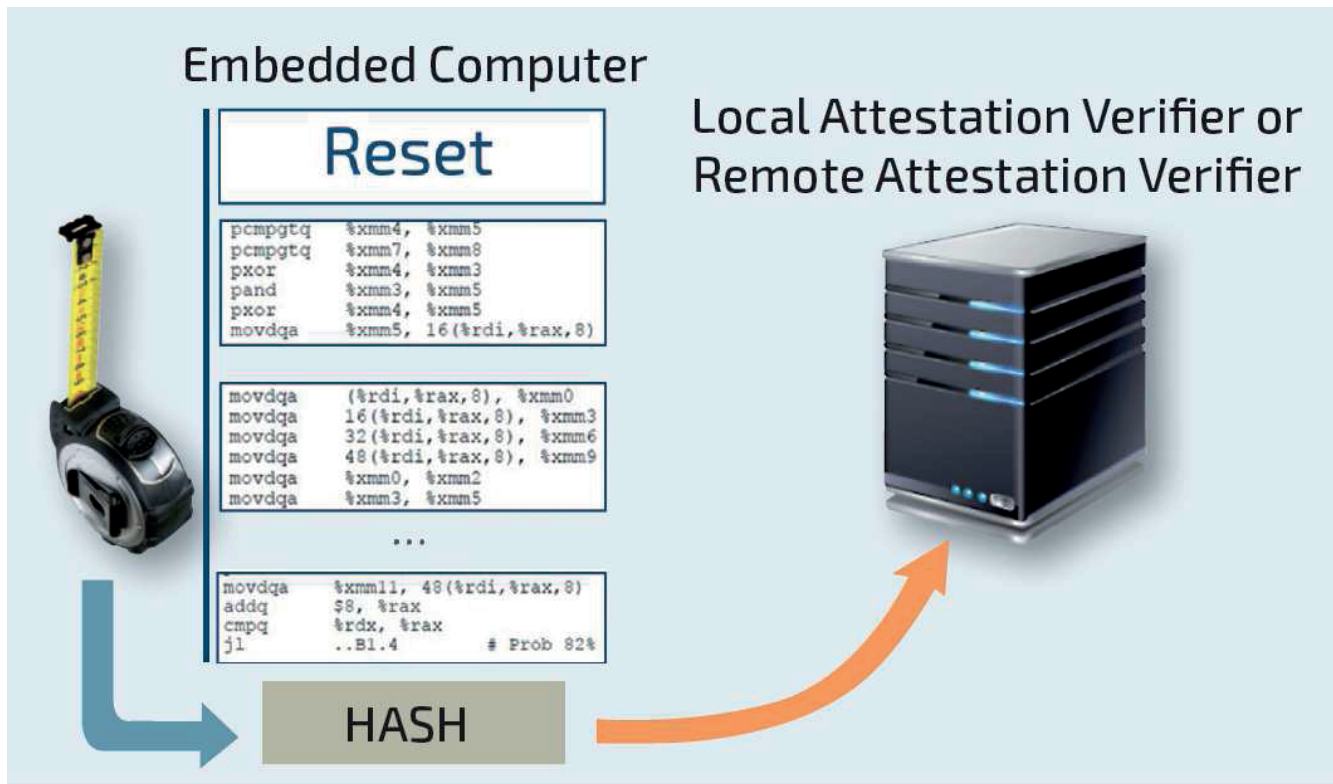 Embedded Computer
Reset
pcmpgtq %xmm4, %xmm5
pcmpgtq %xmm7, %xmm8
pxor %xmm4, %xmm3
pand %xmm3, %xmm5
pxor %xmm4, %xmm5
movdqa %xmm5, 16(%rdi,%rax,8)
movdqa (%rdi,%rax,8), %xmm0
movdqa 16(%rdi,%rax,8), %xmm3
movdqa 32(%rdi,%rax,8), %xmm6
movdqa 48(%rdi,%rax,8), %xmm9
movdqa %xmm0, %xmm2
movdqa %xmm3, %xmm5
...
movdqa %xmm11, 48(%rdi,%rax,8)
addq $8, %rax
cmpq %rdx, %rax
jl ..B1.4 # Prob 82%
HASH
Local Attestation Verifier or
Remote Attestation Verifier